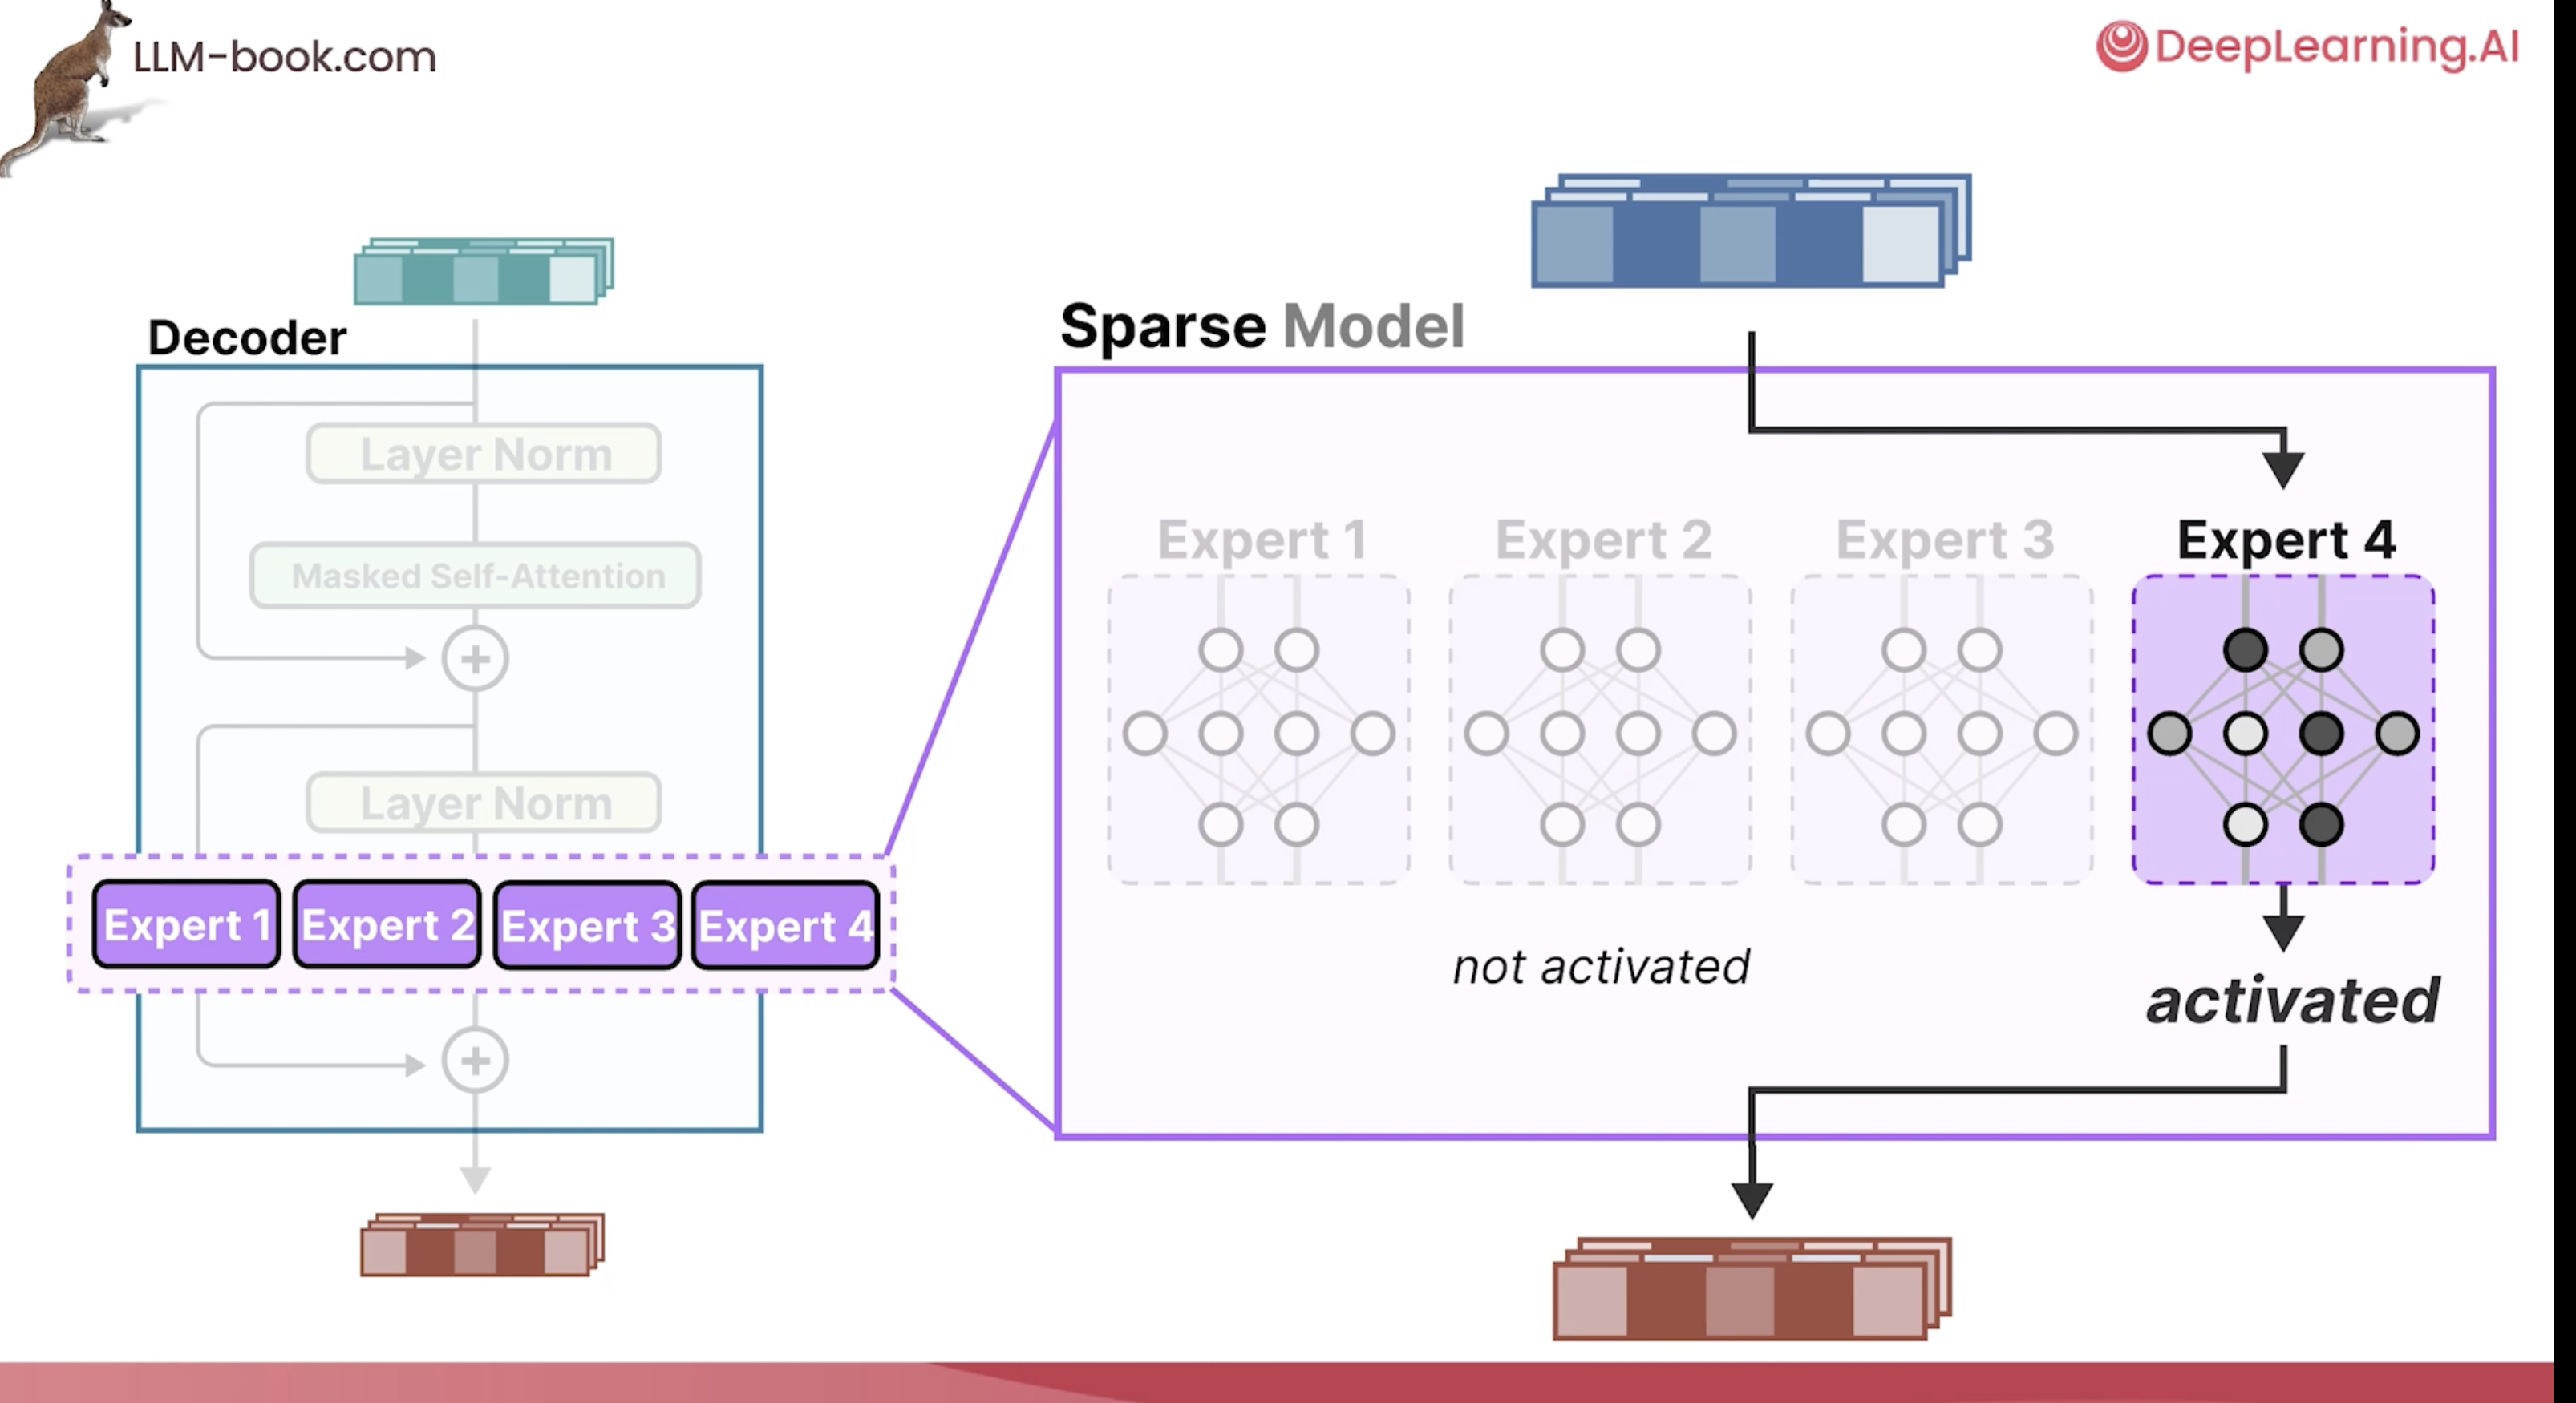 LLM-book.com
DeepLearning.AI
Decoder
Layer Norm
Masked Self-Attention
+
Layer Norm
Expert 1
Expert 2
Expert 3
Expert 4
+
Sparse Model
Expert 1
Expert 2
Expert 3
Expert 4
not activated
activated